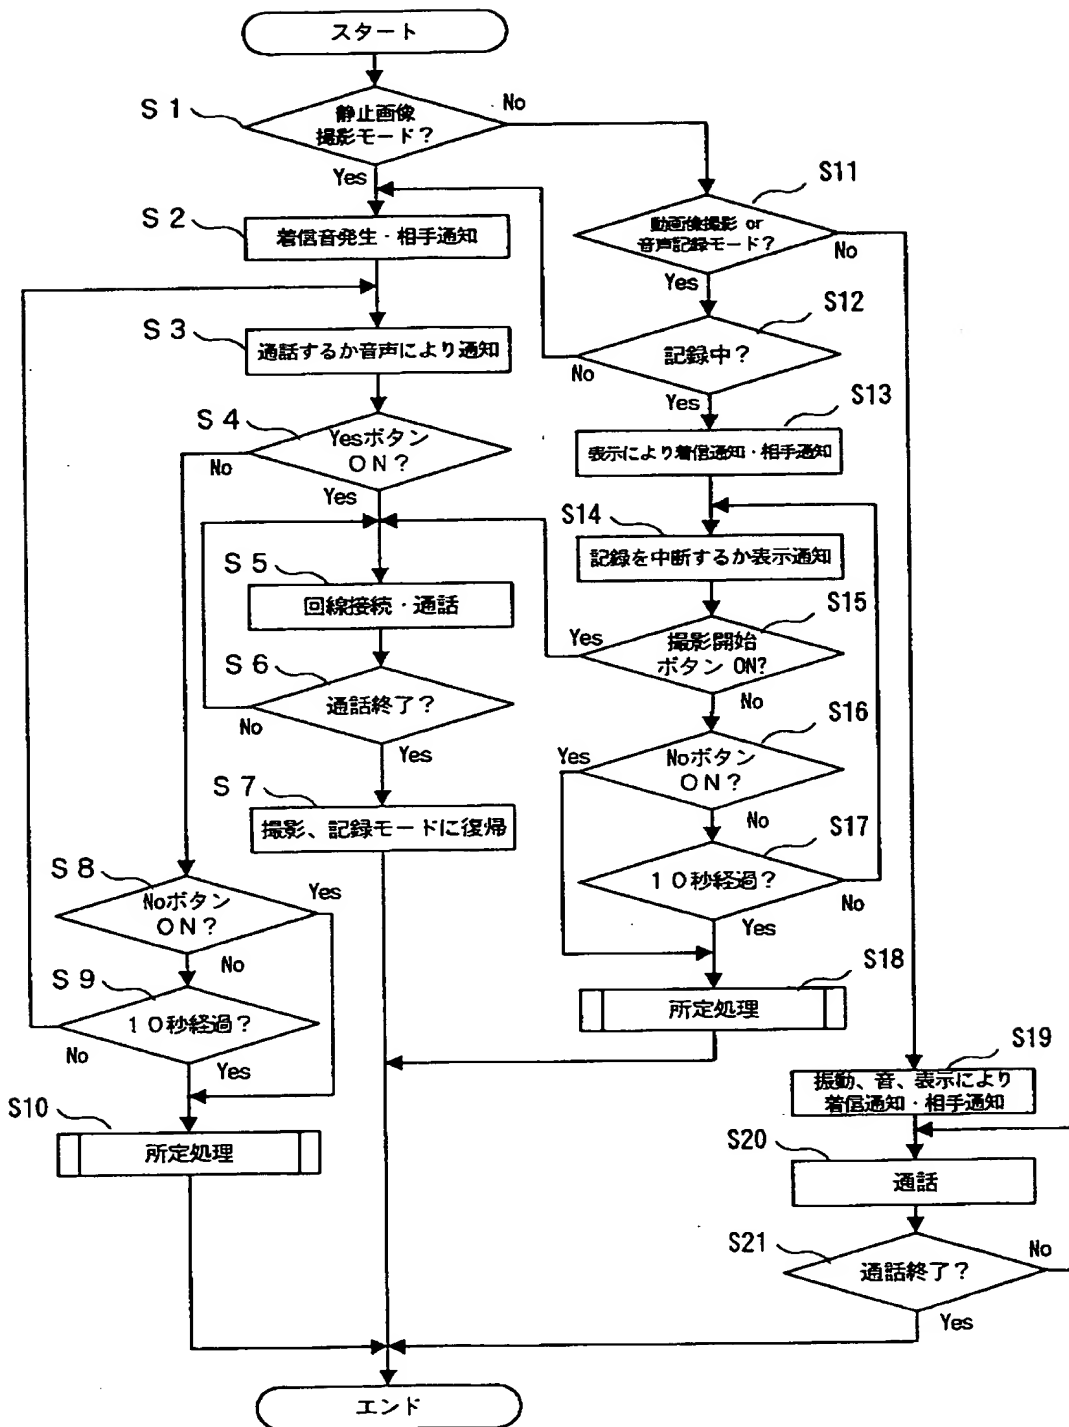 スタート
S1
静止画像
撮影モード?
No
Yes
S2
着信音発生・相手通知
S3
通話するか音声により通知
S4
Yesボタン
ON?
No
Yes
S5
回線接続・通話
S6
通話終了?
No
Yes
S7
撮影、記録モードに復帰
S8
Noボタン
ON?
Yes
No
S9
10秒経過?
No
Yes
S10
所定処理
S11
動画像撮影 or
音声記録モード?
No
Yes
S12
記録中?
No
Yes
S13
表示により着信通知・相手通知
S14
記録を中断するか表示通知
S15
撮影開始
ボタン ON?
Yes
No
S16
Noボタン
ON?
Yes
No
S17
10秒経過?
No
Yes
S18
所定処理
S19
振動、音、表示により
着信通知・相手通知
S20
通話
S21
通話終了?
No
Yes
エンド